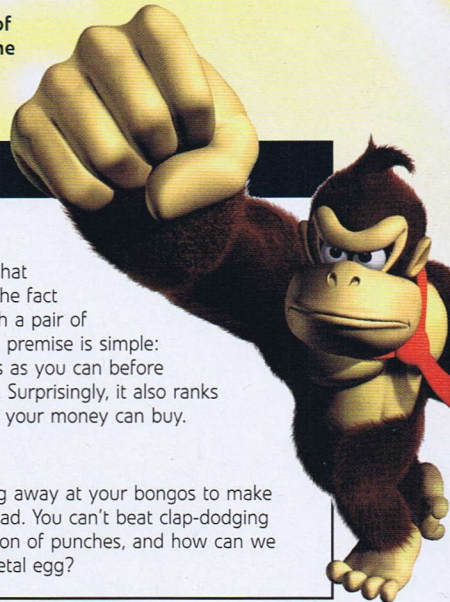 of
ne
hat
he fact
h a pair of
premise is simple:
s as you can before
Surprisingly, it also ranks
your money can buy.
g away at your bongos to make
ad. You can't beat clap-dodging
on of punches, and how can we
etal egg?